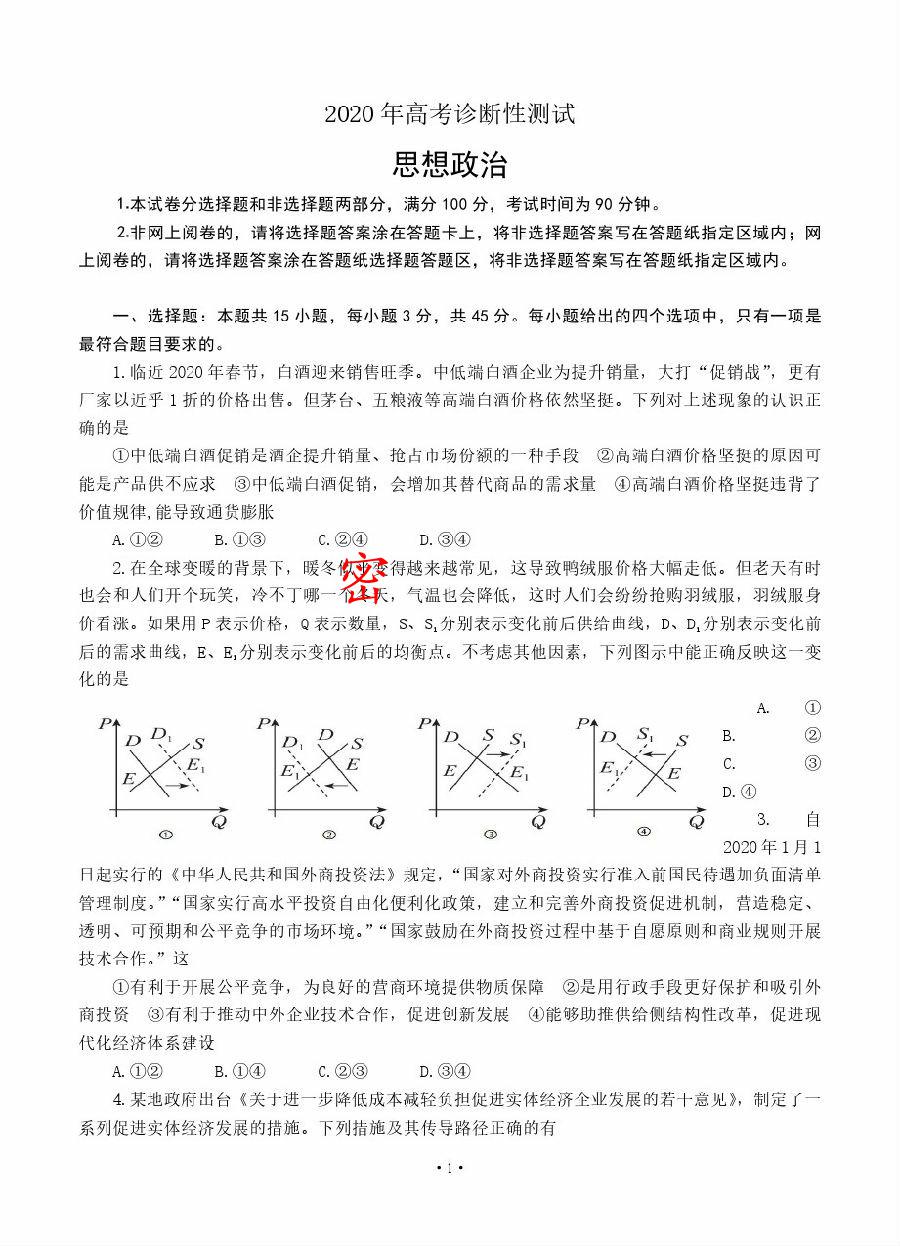 2020 年高考诊断性测试
思想政治
1.本试卷分选择题和非选择题两部分，满分 100 分，考试时间为 90 分钟。
2.非网上阅卷的，请将选择题答案涂在答题卡上，将非选择题答案写在答题纸指定区域内；网
上阅卷的，请将选择题答案涂在答题纸选择题答题区，将非选择题答案写在答题纸指定区域内。
一、选择题：本题共 15 小题，每小题 3 分，共 45 分。每小题给出的四个选项中，只有一项是
最符合题目要求的。
1.临近 2020 年春节，白酒迎来销售旺季。中低端白酒企业为提升销量，大打“促销战”，更有
厂家以近乎 1 折的价格出售。但茅台、五粮液等高端白酒价格依然坚挺。下列对上述现象的认识正
确的是
①中低端白酒促销是酒企提升销量、抢占市场份额的一种手段　②高端白酒价格坚挺的原因可
能是产品供不应求　③中低端白酒促销，会增加其替代商品的需求量　④高端白酒价格坚挺违背了
价值规律,能导致通货膨胀
A.①②　B.①③　C.②④　D.③④
2.在全球变暖的背景下，暖冬似乎变得越来越常见，这导致鸭绒服价格大幅走低。但老天有时
密
也会和人们开个玩笑，冷不丁哪一个冬天，气温也会降低，这时人们会纷纷抢购羽绒服，羽绒服身
价看涨。如果用 P 表示价格，Q 表示数量，S、S₁分别表示变化前后供给曲线，D、D₁分别表示变化前
后的需求曲线，E、E₁分别表示变化前后的均衡点。不考虑其他因素，下列图示中能正确反映这一变
化的是
P D D₁ S E E₁ Q ①
P D₁ D S E₁ E Q ②
P D S S₁ E E₁ Q ③
P D S₁ S E₁ E Q ④
A. ①
B. ②
C. ③
D.④
3. 自
2020 年 1 月 1
日起实行的《中华人民共和国外商投资法》规定，“国家对外商投资实行准入前国民待遇加负面清单
管理制度。”“国家实行高水平投资自由化便利化政策，建立和完善外商投资促进机制，营造稳定、
透明、可预期和公平竞争的市场环境。”“国家鼓励在外商投资过程中基于自愿原则和商业规则开展
技术合作。”这
①有利于开展公平竞争，为良好的营商环境提供物质保障　②是用行政手段更好保护和吸引外
商投资　③有利于推动中外企业技术合作，促进创新发展　④能够助推供给侧结构性改革，促进现
代化经济体系建设
A.①②　B.①④　C.②③　D.③④
4.某地政府出台《关于进一步降低成本减轻负担促进实体经济企业发展的若干意见》，制定了一
系列促进实体经济发展的措施。下列措施及其传导路径正确的有
·1·